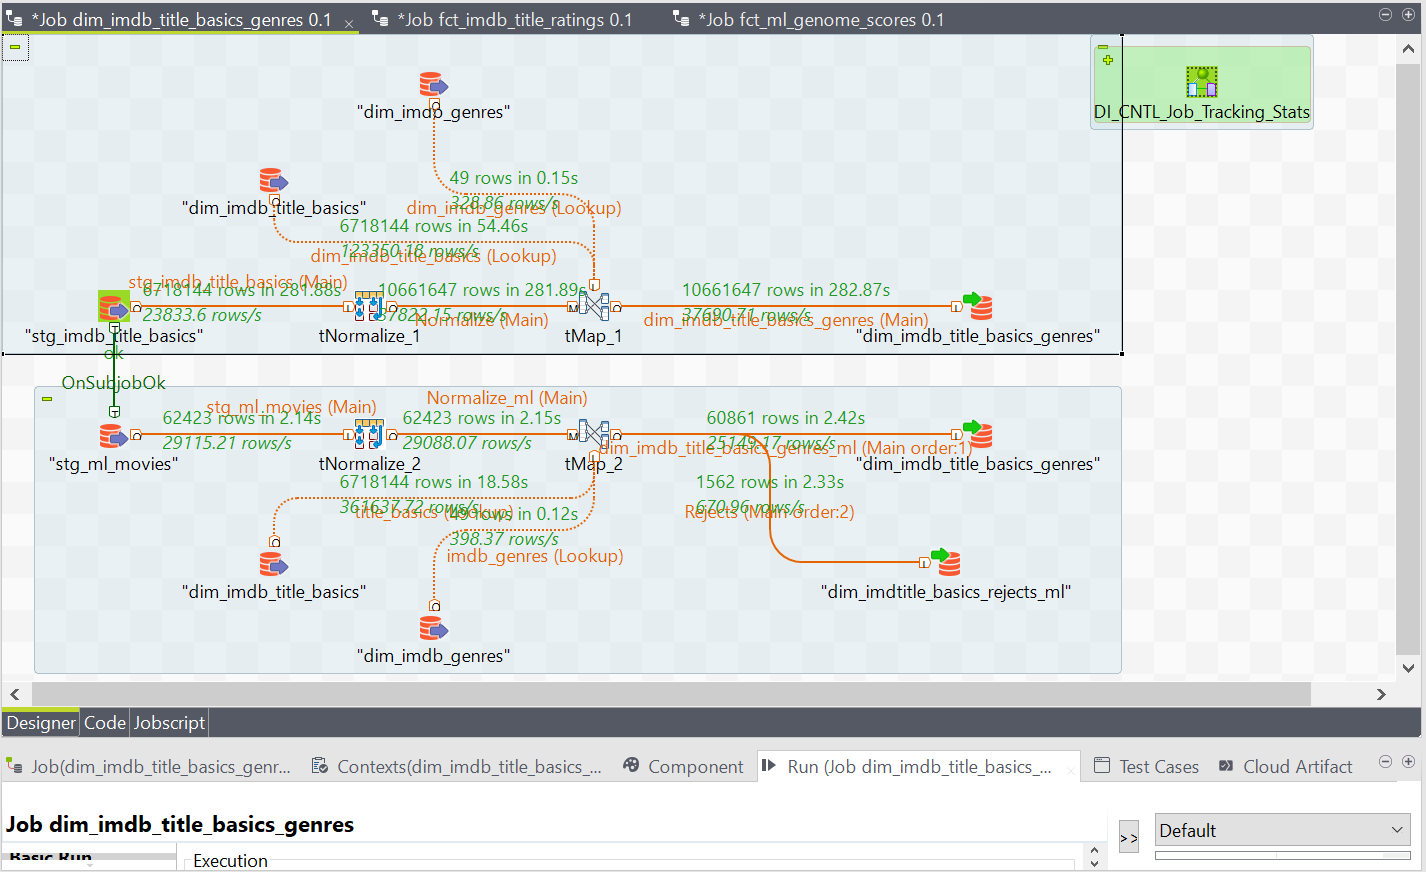 *Job dim_imdb_title_basics_genres 0.1
*Job fct_imdb_title_ratings 0.1
*Job fct_ml_genome_scores 0.1
"dim_imdb_genres"
DI_CNTL_Job_Tracking_Stats
49 rows in 0.15s
328.86 rows/s
dim_imdb_genres (Lookup)
"dim_imdb_title_basics"
6718144 rows in 54.46s
123350.18 rows/s
dim_imdb_title_basics (Lookup)
stg_imdb_title_basics (Main)
6718144 rows in 281.88s
23833.6 rows/s
10661647 rows in 281.89s
37822.15 rows/s
Normalize (Main)
10661647 rows in 282.87s
37690.71 rows/s
dim_imdb_title_basics_genres (Main)
"stg_imdb_title_basics"
tNormalize_1
tMap_1
"dim_imdb_title_basics_genres"
ok
OnSubjobOk
stg_ml_movies (Main)
62423 rows in 2.14s
29115.21 rows/s
Normalize_ml (Main)
62423 rows in 2.15s
29088.07 rows/s
60861 rows in 2.42s
25149.17 rows/s
dim_imdb_title_basics_genres_ml (Main order:1)
"stg_ml_movies"
tNormalize_2
tMap_2
"dim_imdb_title_basics_genres"
6718144 rows in 18.58s
361637.72 rows/s
title_basics (Lookup)
49 rows in 0.12s
398.37 rows/s
imdb_genres (Lookup)
1562 rows in 2.33s
670.96 rows/s
Rejects (Main order:2)
"dim_imdb_title_basics"
"dim_imdtitle_basics_rejects_ml"
"dim_imdb_genres"
Designer
Code
Jobscript
Job(dim_imdb_title_basics_genr...
Contexts(dim_imdb_title_basics_...
Component
Run (Job dim_imdb_title_basics_...
Test Cases
Cloud Artifact
Job dim_imdb_title_basics_genres
>>
Default
Basic Run
Execution